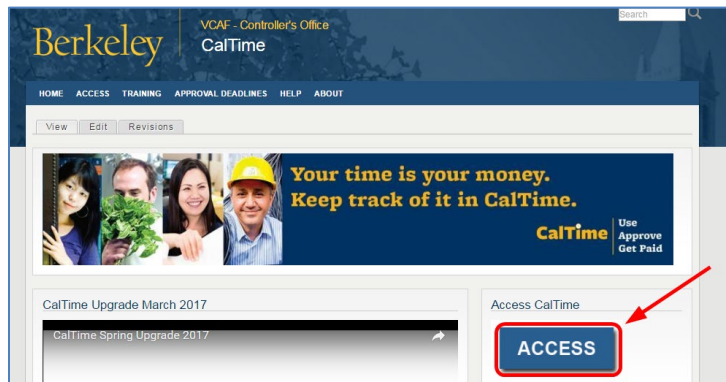 Berkeley
VCAF - Controller's Office
CalTime
Search
HOME ACCESS TRAINING APPROVAL DEADLINES HELP ABOUT
View Edit Revisions
Your time is your money.
Keep track of it in CalTime.
CalTime
Use
Approve
Get Paid
CalTime Upgrade March 2017
CalTime Spring Upgrade 2017
Access CalTime
ACCESS